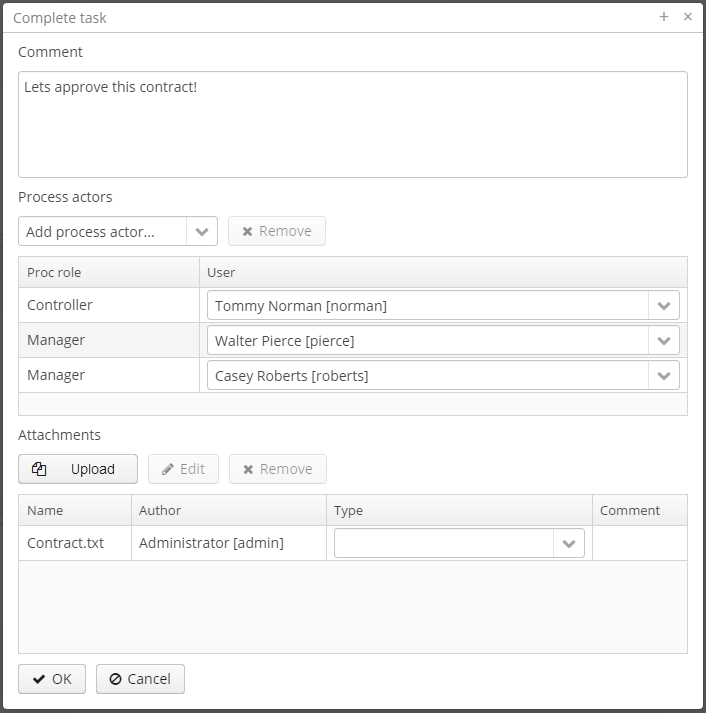 Complete task
Comment
Lets approve this contract!
Process actors
Add process actor... Remove
Proc role User
Controller Tommy Norman [norman]
Manager Walter Pierce [pierce]
Manager Casey Roberts [roberts]
Attachments
Upload Edit Remove
Name Author Type Comment
Contract.txt Administrator [admin]
OK Cancel